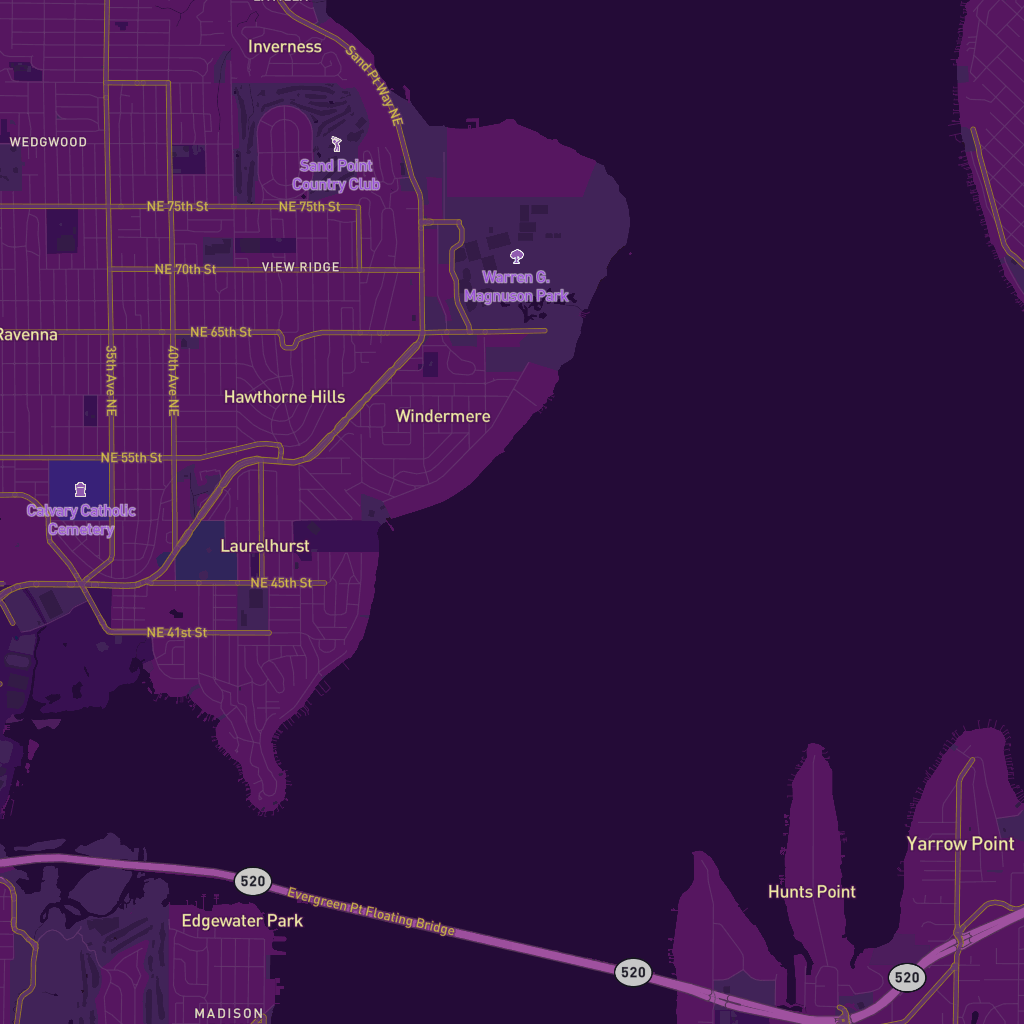 Inverness
Sand Pt Way NE
WEDGWOOD
Sand Point
Country Club
NE 75th St
NE 75th St
VIEW RIDGE
NE 70th St
Warren G.
Magnuson Park
NE 65th St
Ravenna
35th Ave NE
40th Ave NE
Hawthorne Hills
Windermere
NE 55th St
Calvary Catholic
Cemetery
Laurelhurst
NE 45th St
NE 41st St
Yarrow Point
520
Hunts Point
Evergreen Pt Floating Bridge
Edgewater Park
520
520
MADISON